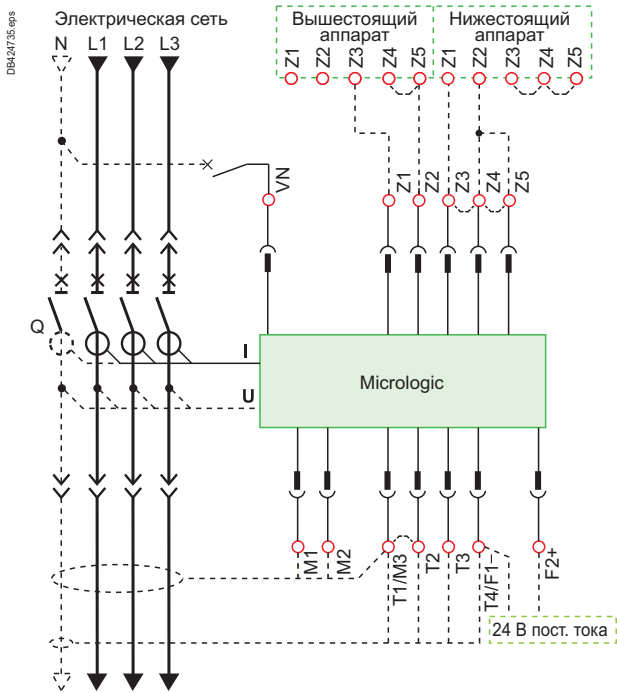 DB424735.eps
Электрическая сеть
N L1 L2 L3
Вышестоящий аппарат
Z1 Z2 Z3 Z4 Z5
Нижестоящий аппарат
Z1 Z2 Z3 Z4 Z5
VN
Z1 Z2 Z3 Z4 Z5
Q
I
U
Micrologic
M1 M2 T1/M3 T2 T3 T4/F1– F2+
24 В пост. тока